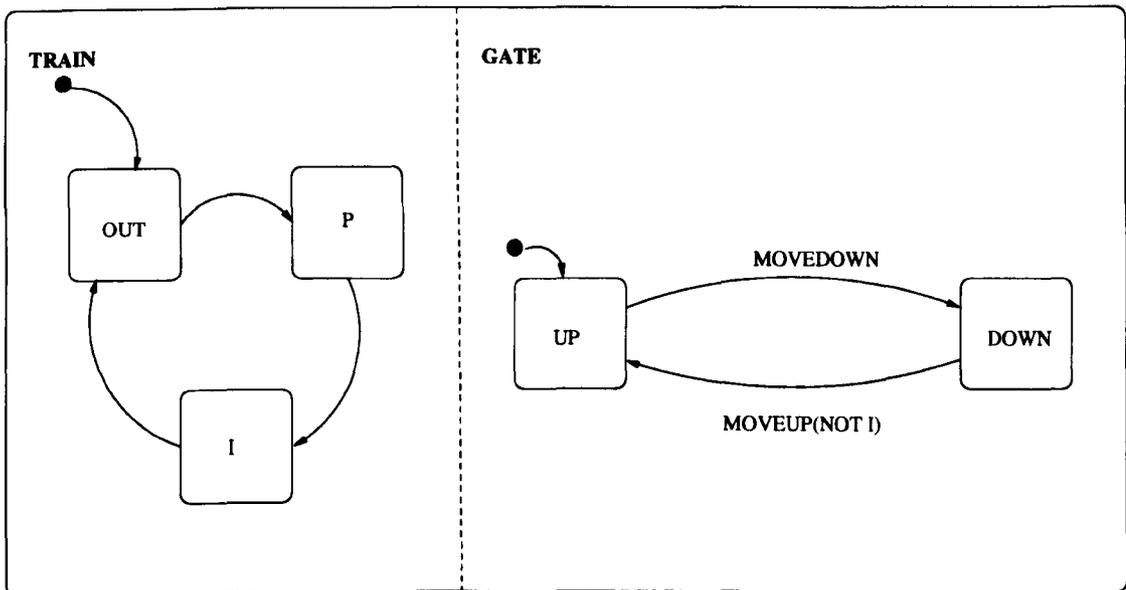 TRAIN
GATE
OUT
P
I
MOVEDOWN
UP
DOWN
MOVEUP(NOT I)